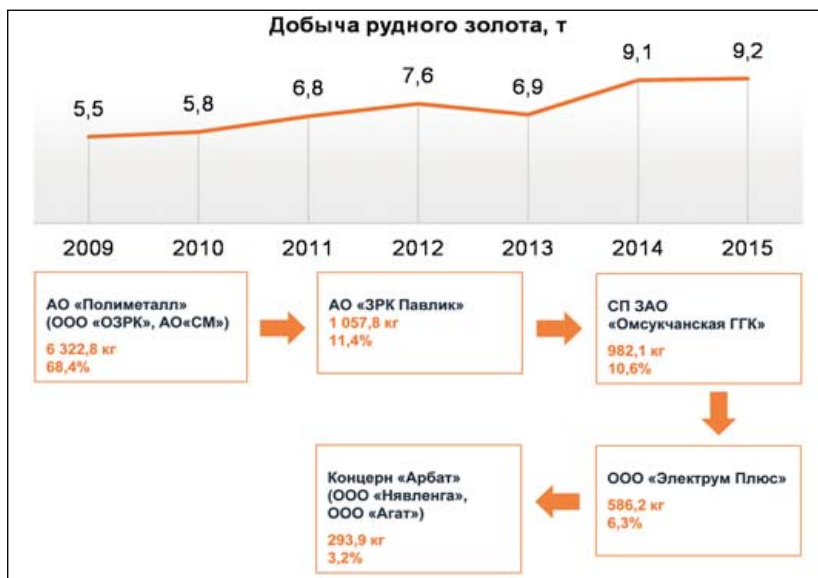 Добыча рудного золота, т
5,5 5,8 6,8 7,6 6,9 9,1 9,2
2009 2010 2011 2012 2013 2014 2015
АО «Полиметалл»
(ООО «ОЗРК», АО«СМ»)
6 322,8 кг
68,4%
АО «ЗРК Павлик»
1 057,8 кг
11,4%
СП ЗАО
«Омсукчанская ГГК»
982,1 кг
10,6%
ООО «Электрум Плюс»
586,2 кг
6,3%
Концерн «Арбат»
(ООО «Нявленга»,
ООО «Агат»)
293,9 кг
3,2%